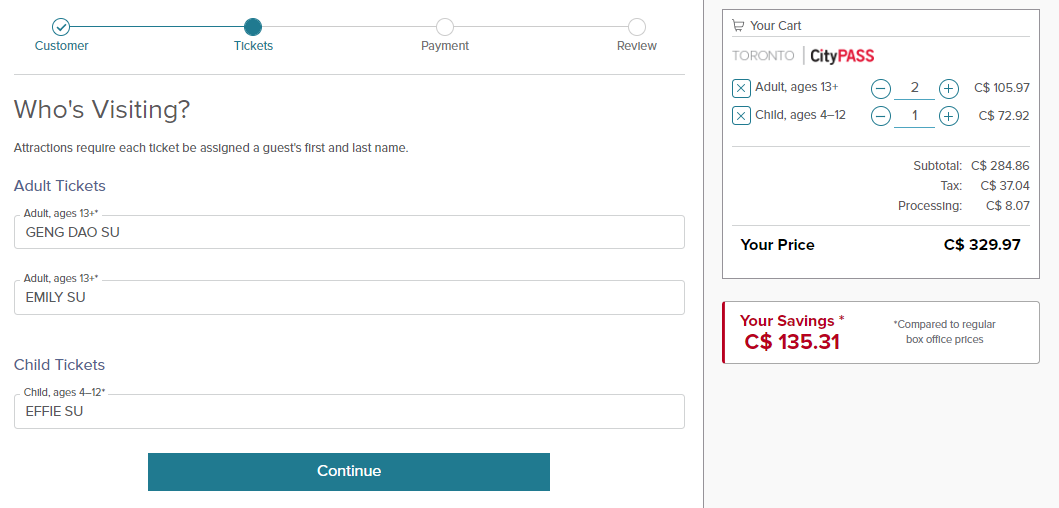 Customer
Tickets
Payment
Review
Who's Visiting?
Attractions require each ticket be assigned a guest's first and last name.
Adult Tickets
Adult, ages 13+*
GENG DAO SU
Adult, ages 13+*
EMILY SU
Child Tickets
Child, ages 4–12*
EFFIE SU
Continue
Your Cart
TORONTO | CityPASS
Adult, ages 13+ 2 C$ 105.97
Child, ages 4–12 1 C$ 72.92
Subtotal: C$ 284.86
Tax: C$ 37.04
Processing: C$ 8.07
Your Price C$ 329.97
Your Savings *
C$ 135.31
*Compared to regular
box office prices